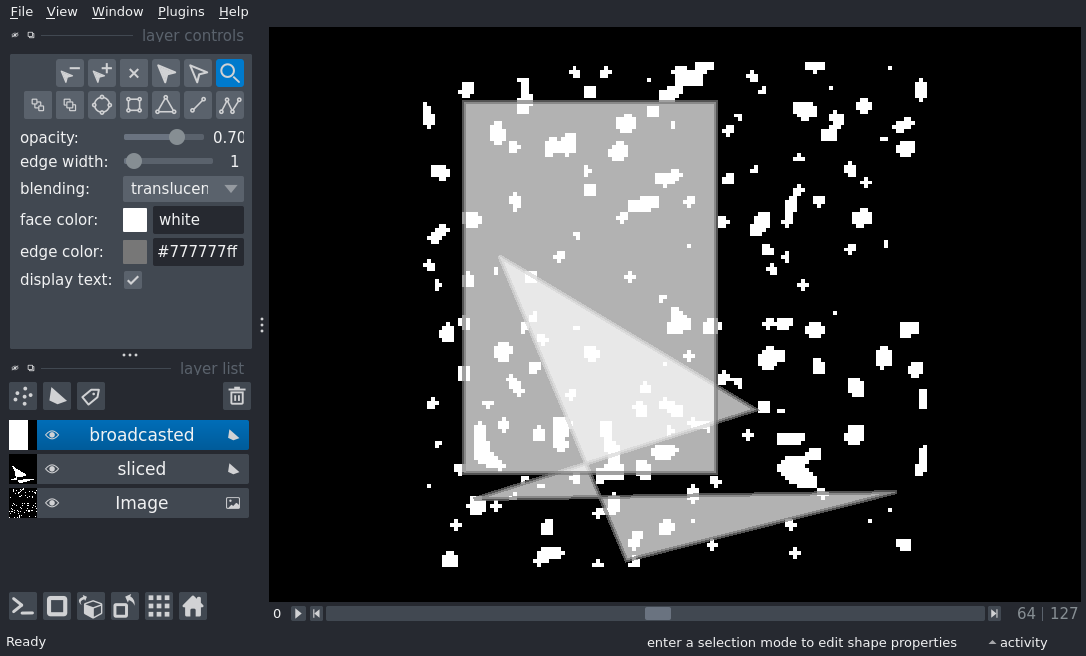 File View Window Plugins Help
layer controls
opacity: 0.70
edge width: 1
blending: translucen
face color: white
edge color: #777777ff
display text:
layer list
broadcasted
sliced
Image
0 64 127
Ready enter a selection mode to edit shape properties activity